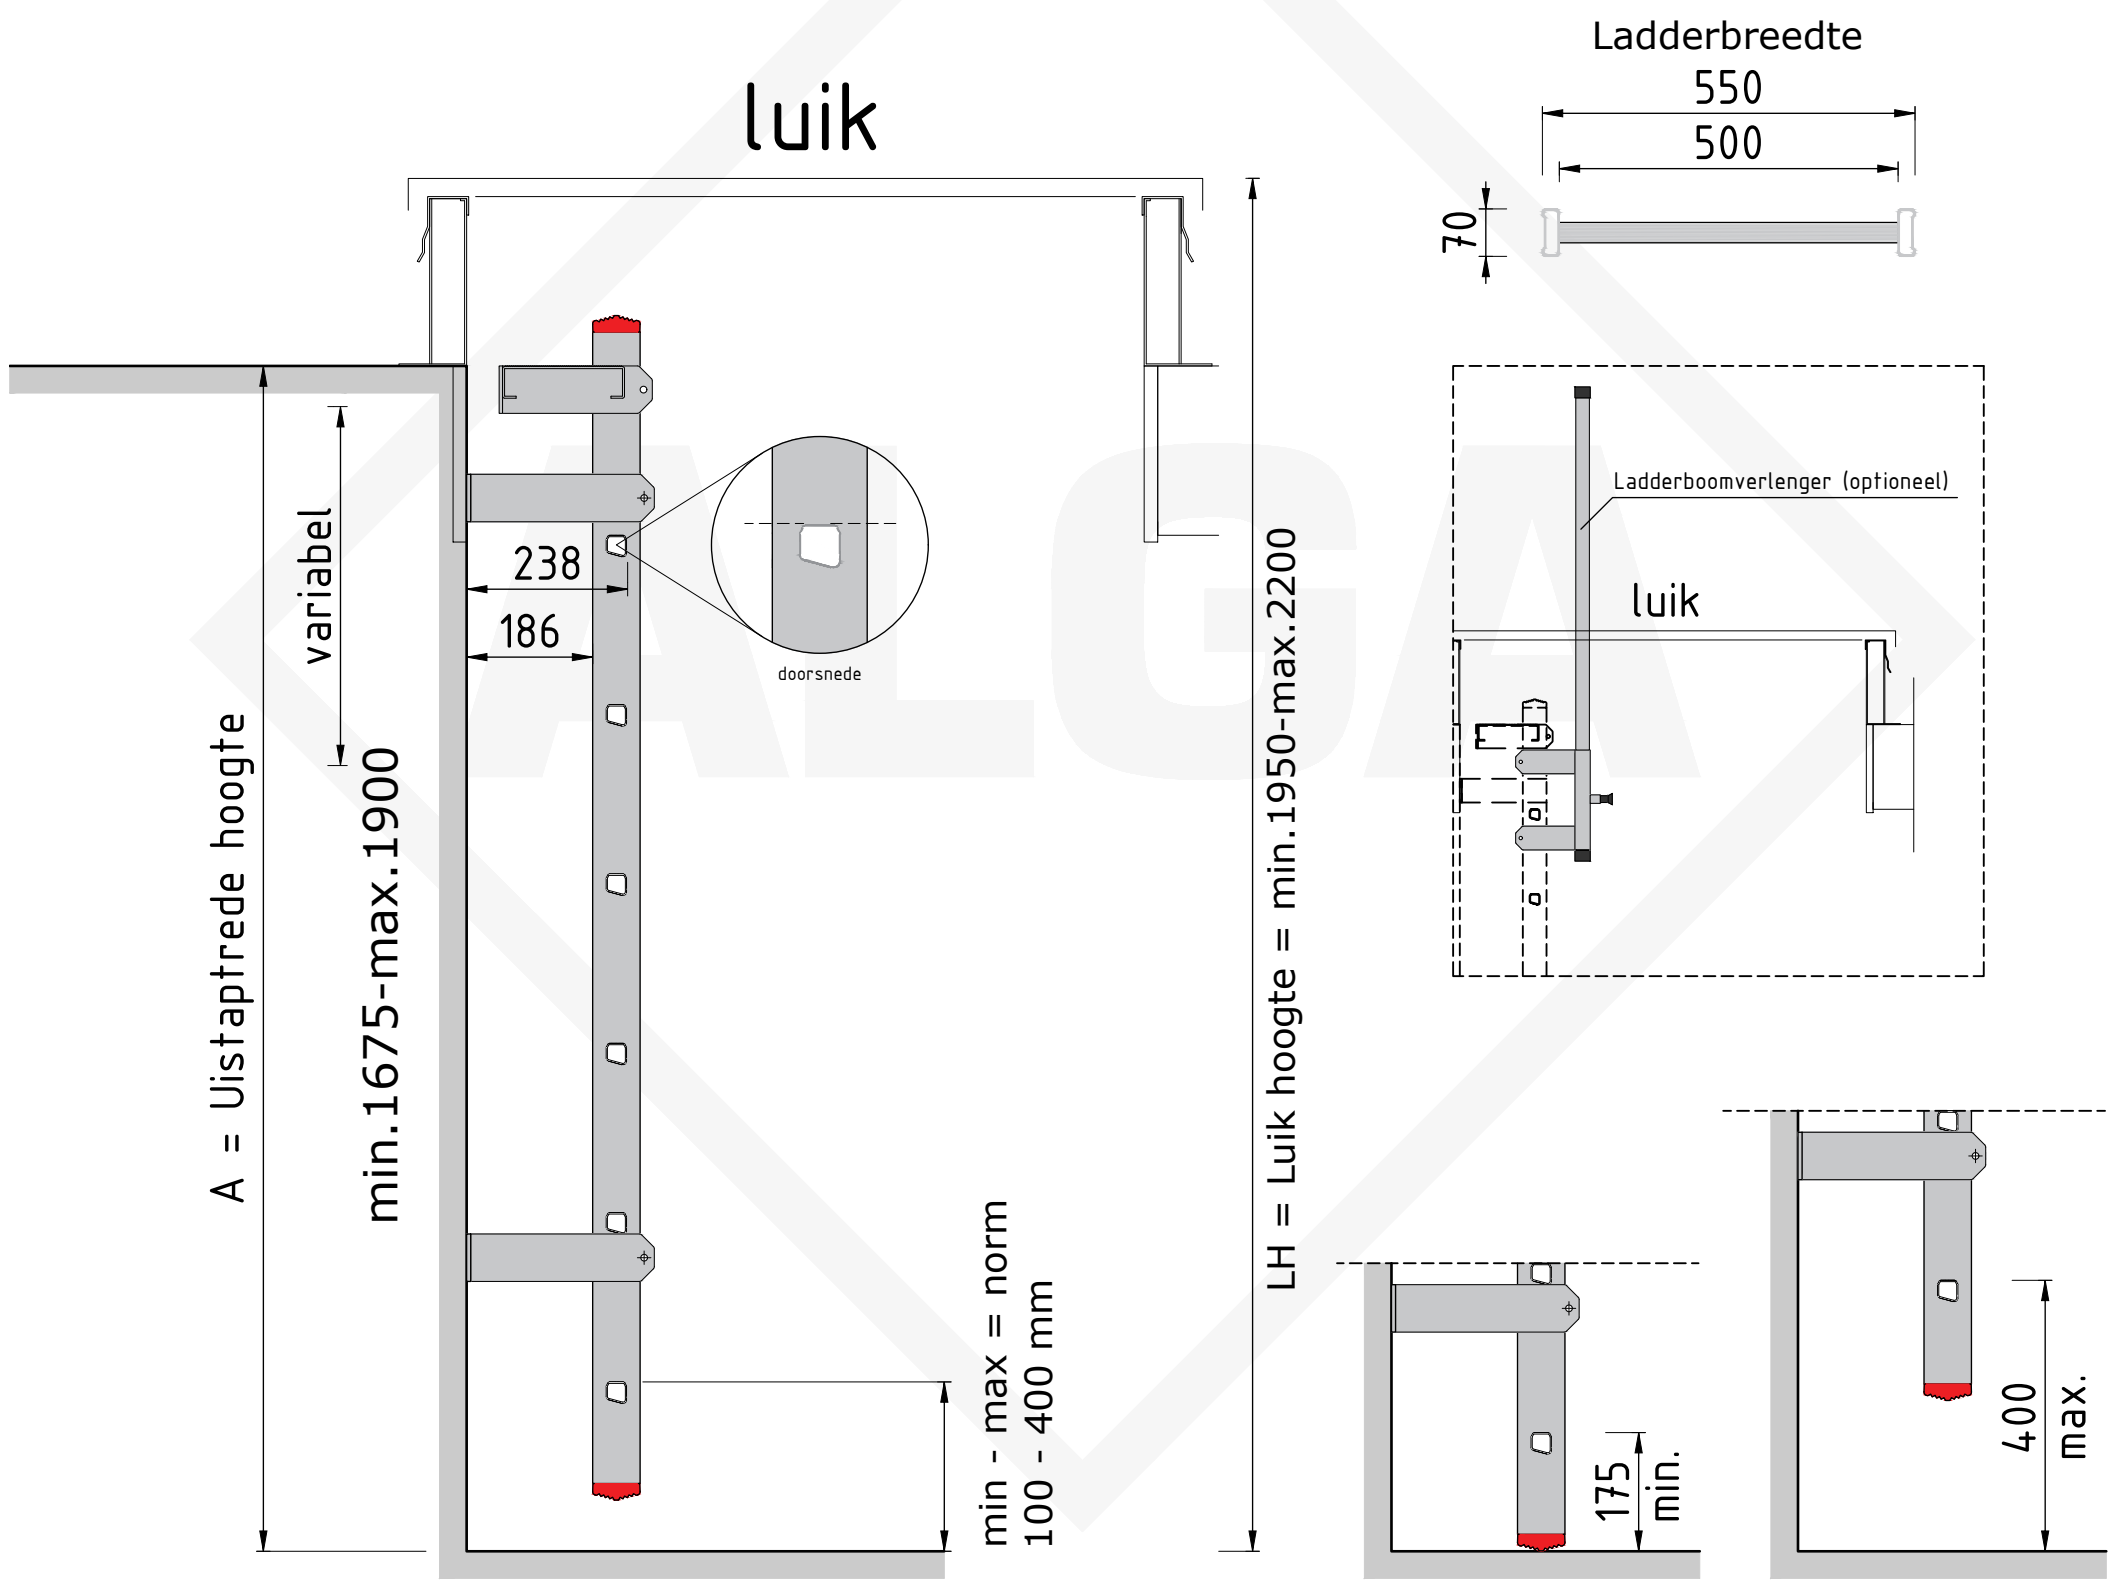 luik
Ladderbreedte
550
500
70
variabel
238
186
doorsnede
A = Uistaptrede hoogte
min.1675-max.1900
LH = Luik hoogte = min.1950-max.2200
Ladderboomverlenger (optioneel)
luik
min - max = norm
100 - 400 mm
175
min.
400
max.
ALGA